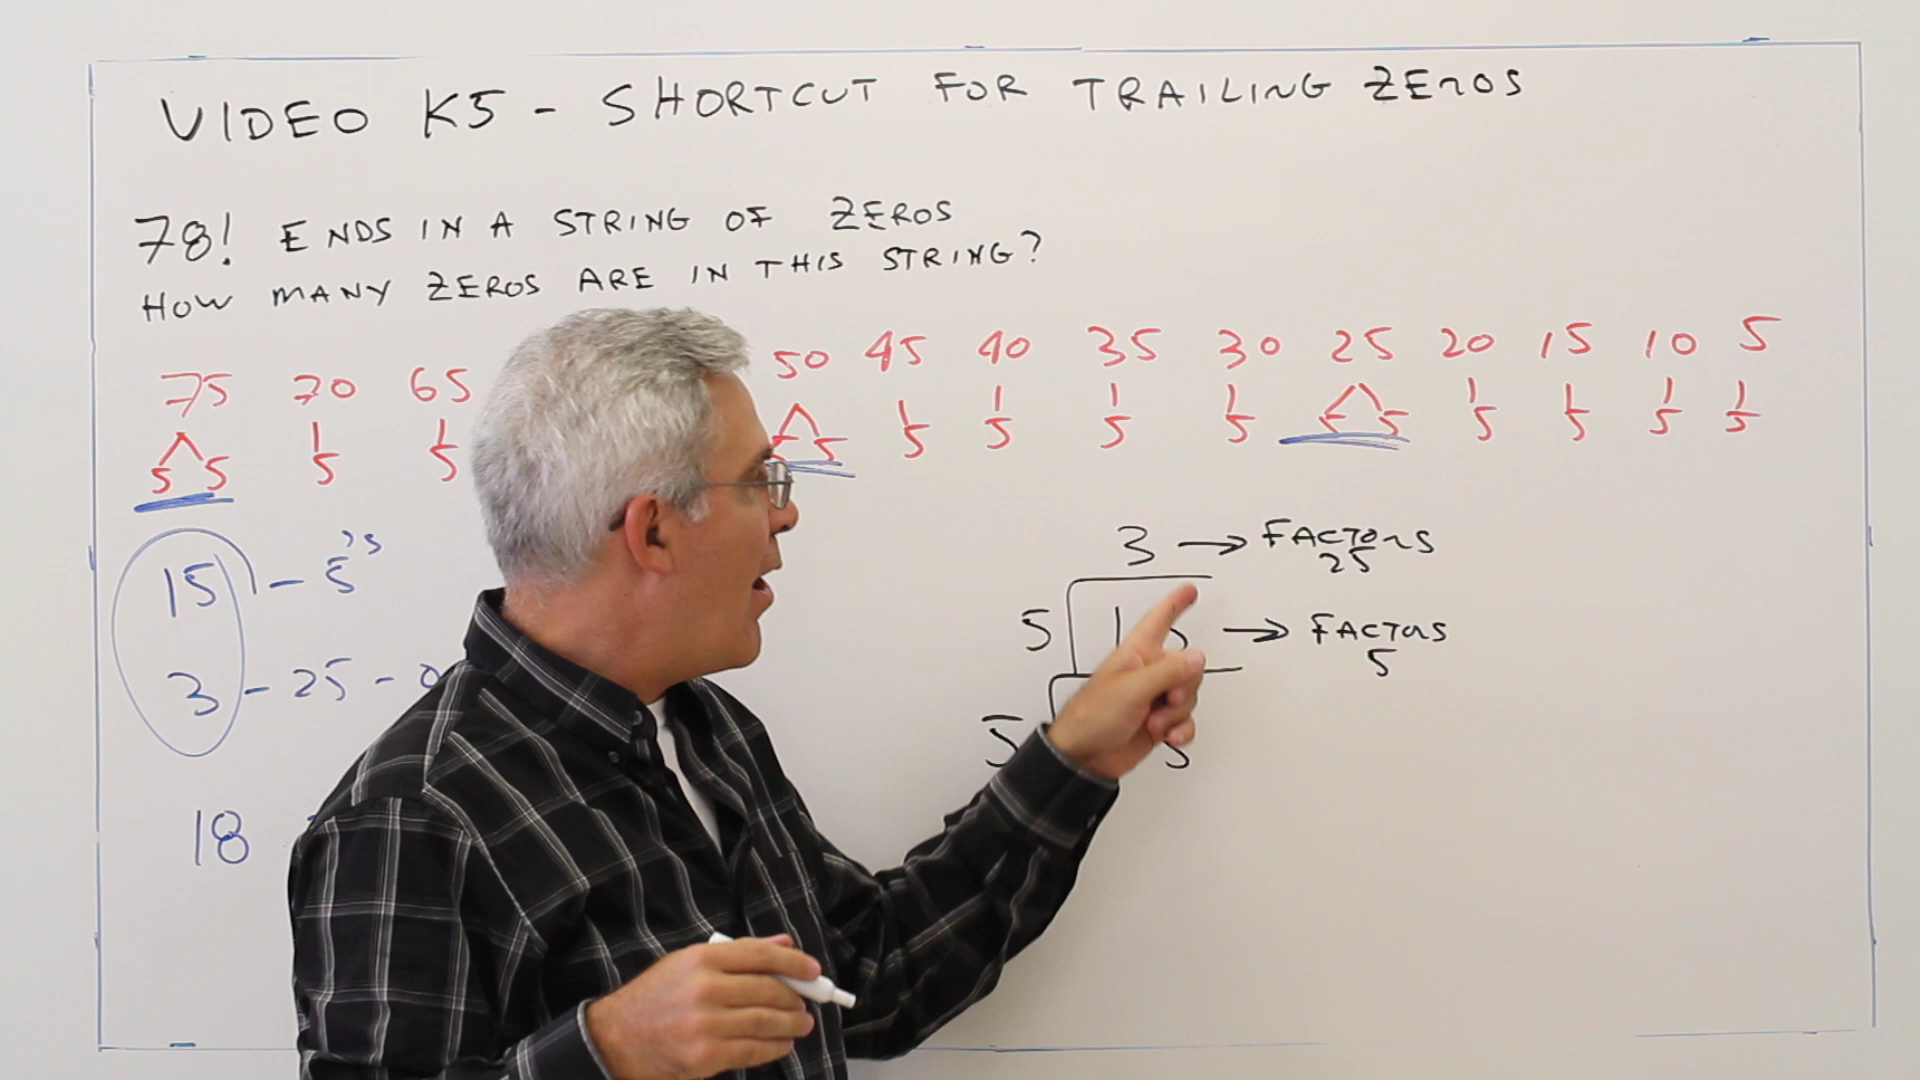 VIDEO K5 - SHORTCUT FOR TRAILING ZEROS
78! ENDS IN A STRING OF ZEROS
HOW MANY ZEROS ARE IN THIS STRING?
75 70 65 50 45 40 35 30 25 20 15 10 5
5 5 5 5 5 5 5 5 5 5 5 5 5 5
15 - 5's
3 - 25 -
18
3 → FACTORS
25
5 → FACTORS
5
5